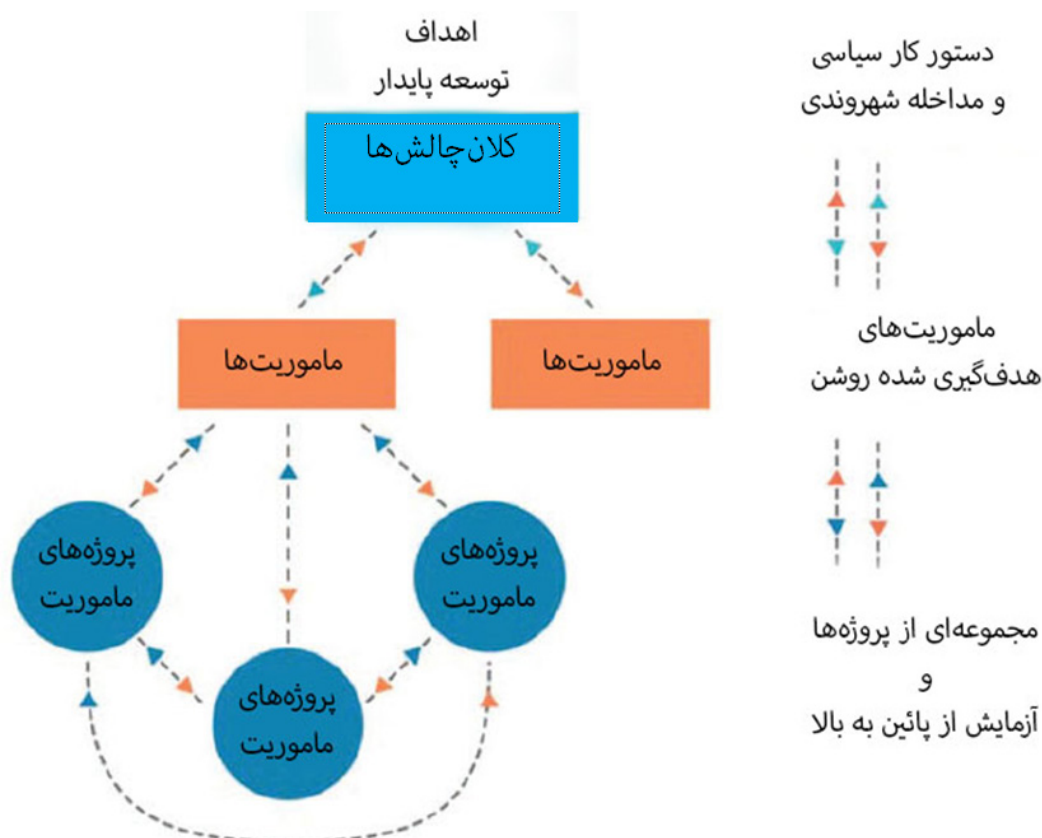 اهداف
توسعه پایدار
کلان‌چالش‌ها
ماموریت‌ها
ماموریت‌ها
پروژه‌های
ماموریت
پروژه‌های
ماموریت
پروژه‌های
ماموریت
دستور کار سیاسی
و مداخله شهروندی
ماموریت‌های
هدف‌گیری شده روشن
مجموعه‌ای از پروژه‌ها
و
آزمایش از پائین به بالا